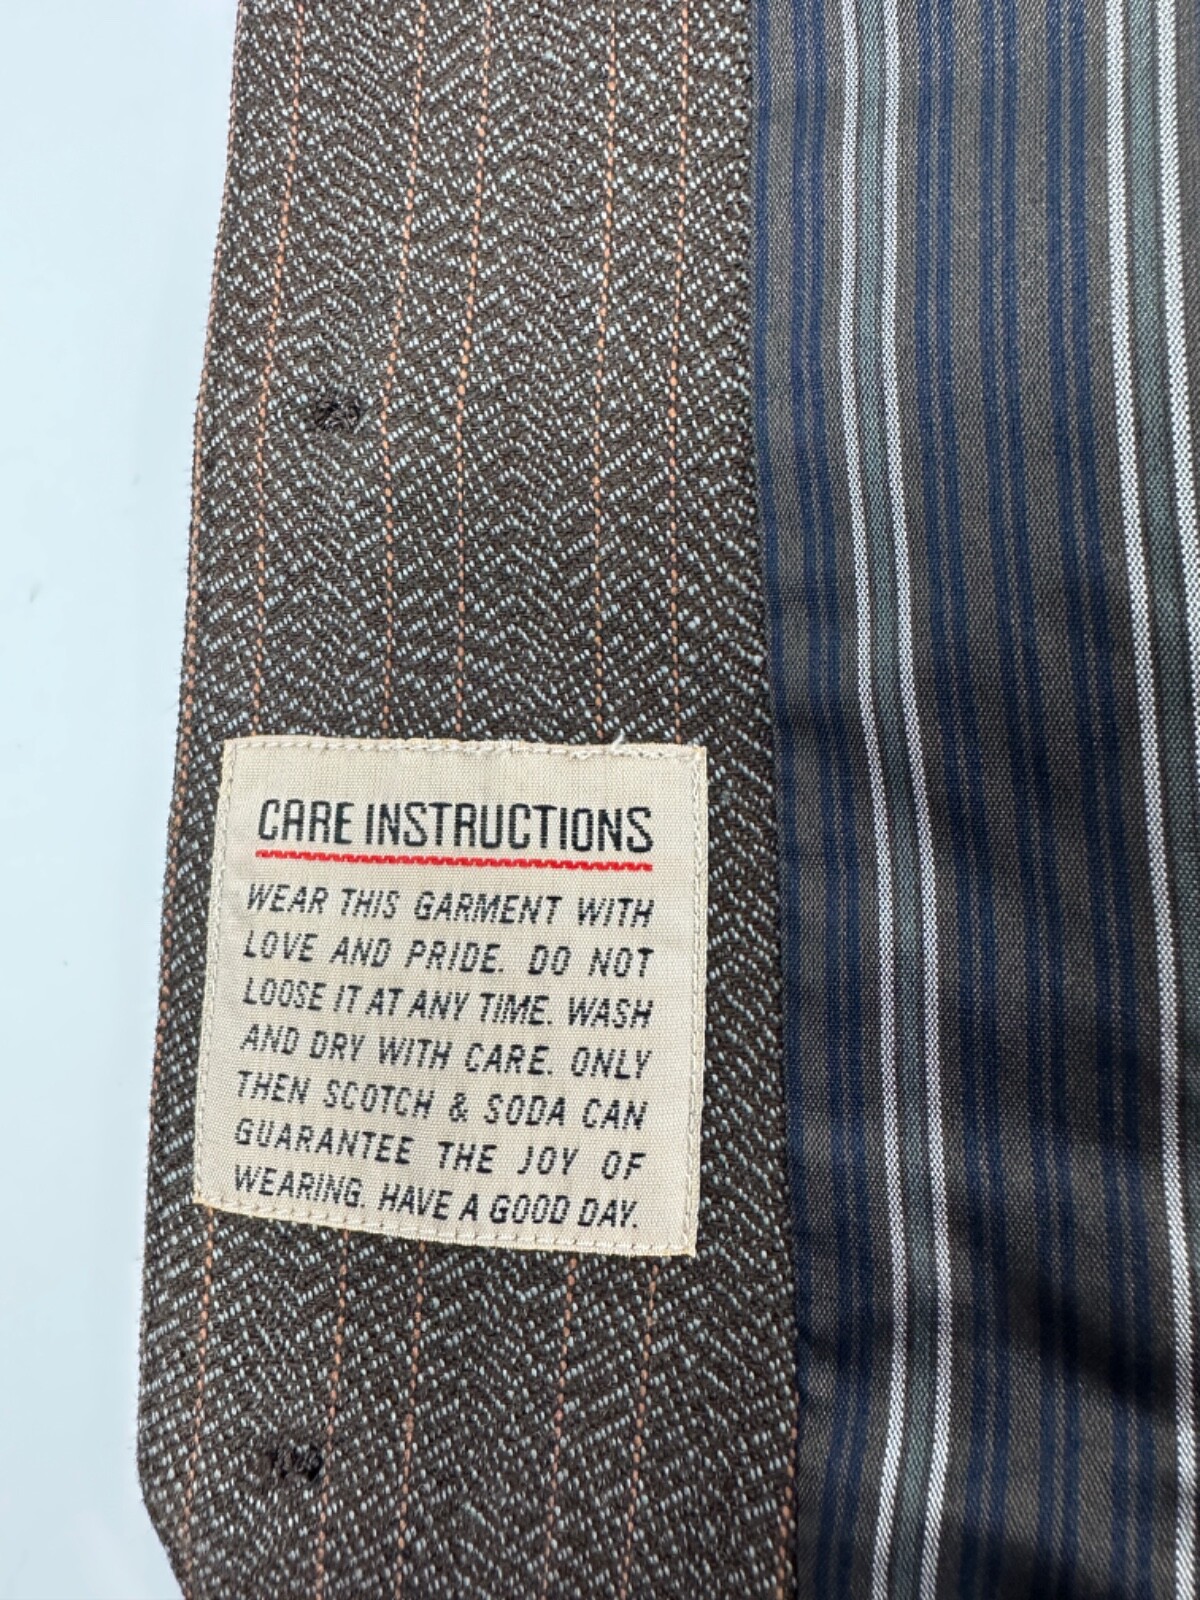 CARE INSTRUCTIONS
WEAR THIS GARMENT WITH
LOVE AND PRIDE. DO NOT
LOOSE IT AT ANY TIME. WASH
AND DRY WITH CARE. ONLY
THEN SCOTCH & SODA CAN
GUARANTEE THE JOY OF
WEARING. HAVE A GOOD DAY.